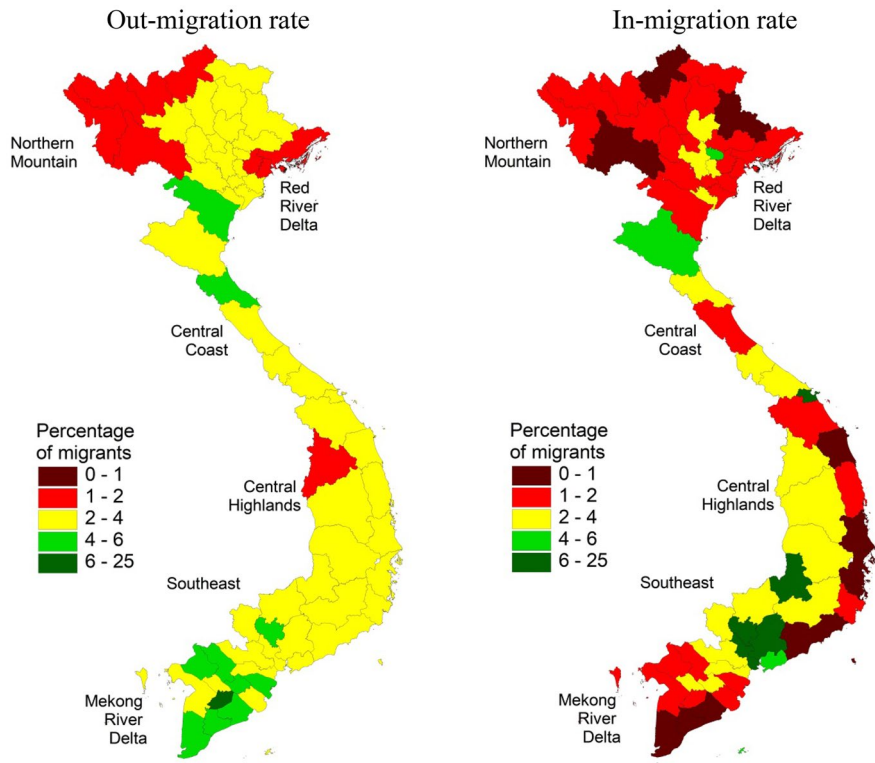 Out-migration rate
Northern
Mountain
Red
River
Delta
Central
Coast
Percentage
of migrants
0 - 1
1 - 2
2 - 4
4 - 6
6 - 25
Central
Highlands
Southeast
Mekong
River
Delta
In-migration rate
Northern
Mountain
Red
River
Delta
Central
Coast
Percentage
of migrants
0 - 1
1 - 2
2 - 4
4 - 6
6 - 25
Central
Highlands
Southeast
Mekong
River
Delta